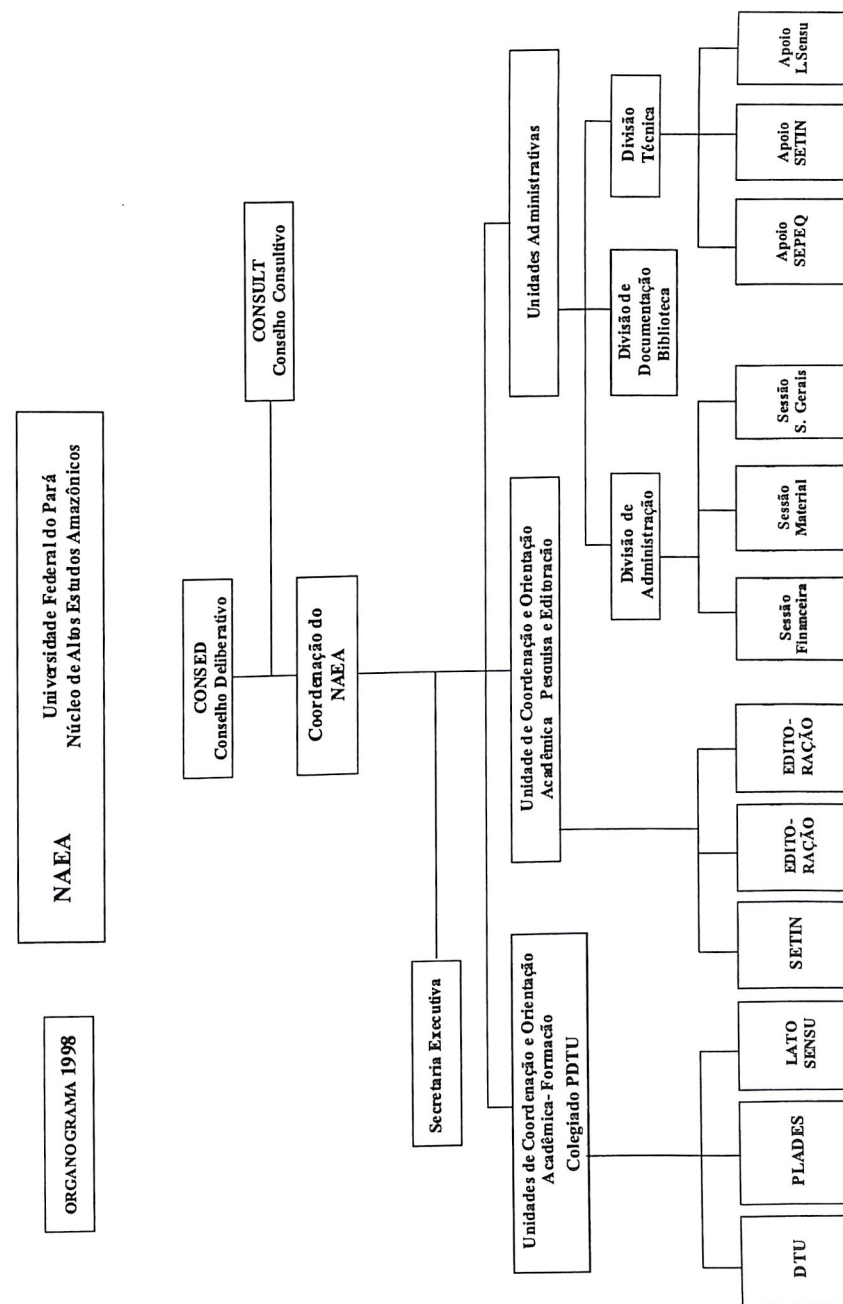 ORGANOGRAMA 1998
NAEA
Universidade Federal do Pará
Núcleo de Altos Estudos Amazônicos
CONSED
Conselho Deliberativo
CONSULT
Conselho Consultivo
Coordenação do
NAEA
Secretaria Executiva
Unidades de Coordenação e Orientação
Acadêmica- Formacão
Colegiado PDTU
Unidade de Coordenação e Orientação
Acadêmica Pesquisa e Editoracão
Unidades Administrativas
Divisão de
Administração
Divisão de
Documentação
Biblioteca
Divisão
Técnica
DTU
PLADES
LATO
SENSU
SETIN
EDITO-
RAÇÃO
EDITO-
RAÇÃO
Sessão
Financeira
Sessão
Material
Sessão
S. Gerais
Apoio
SEPEQ
Apoio
SETIN
Apoio
L.Sensu